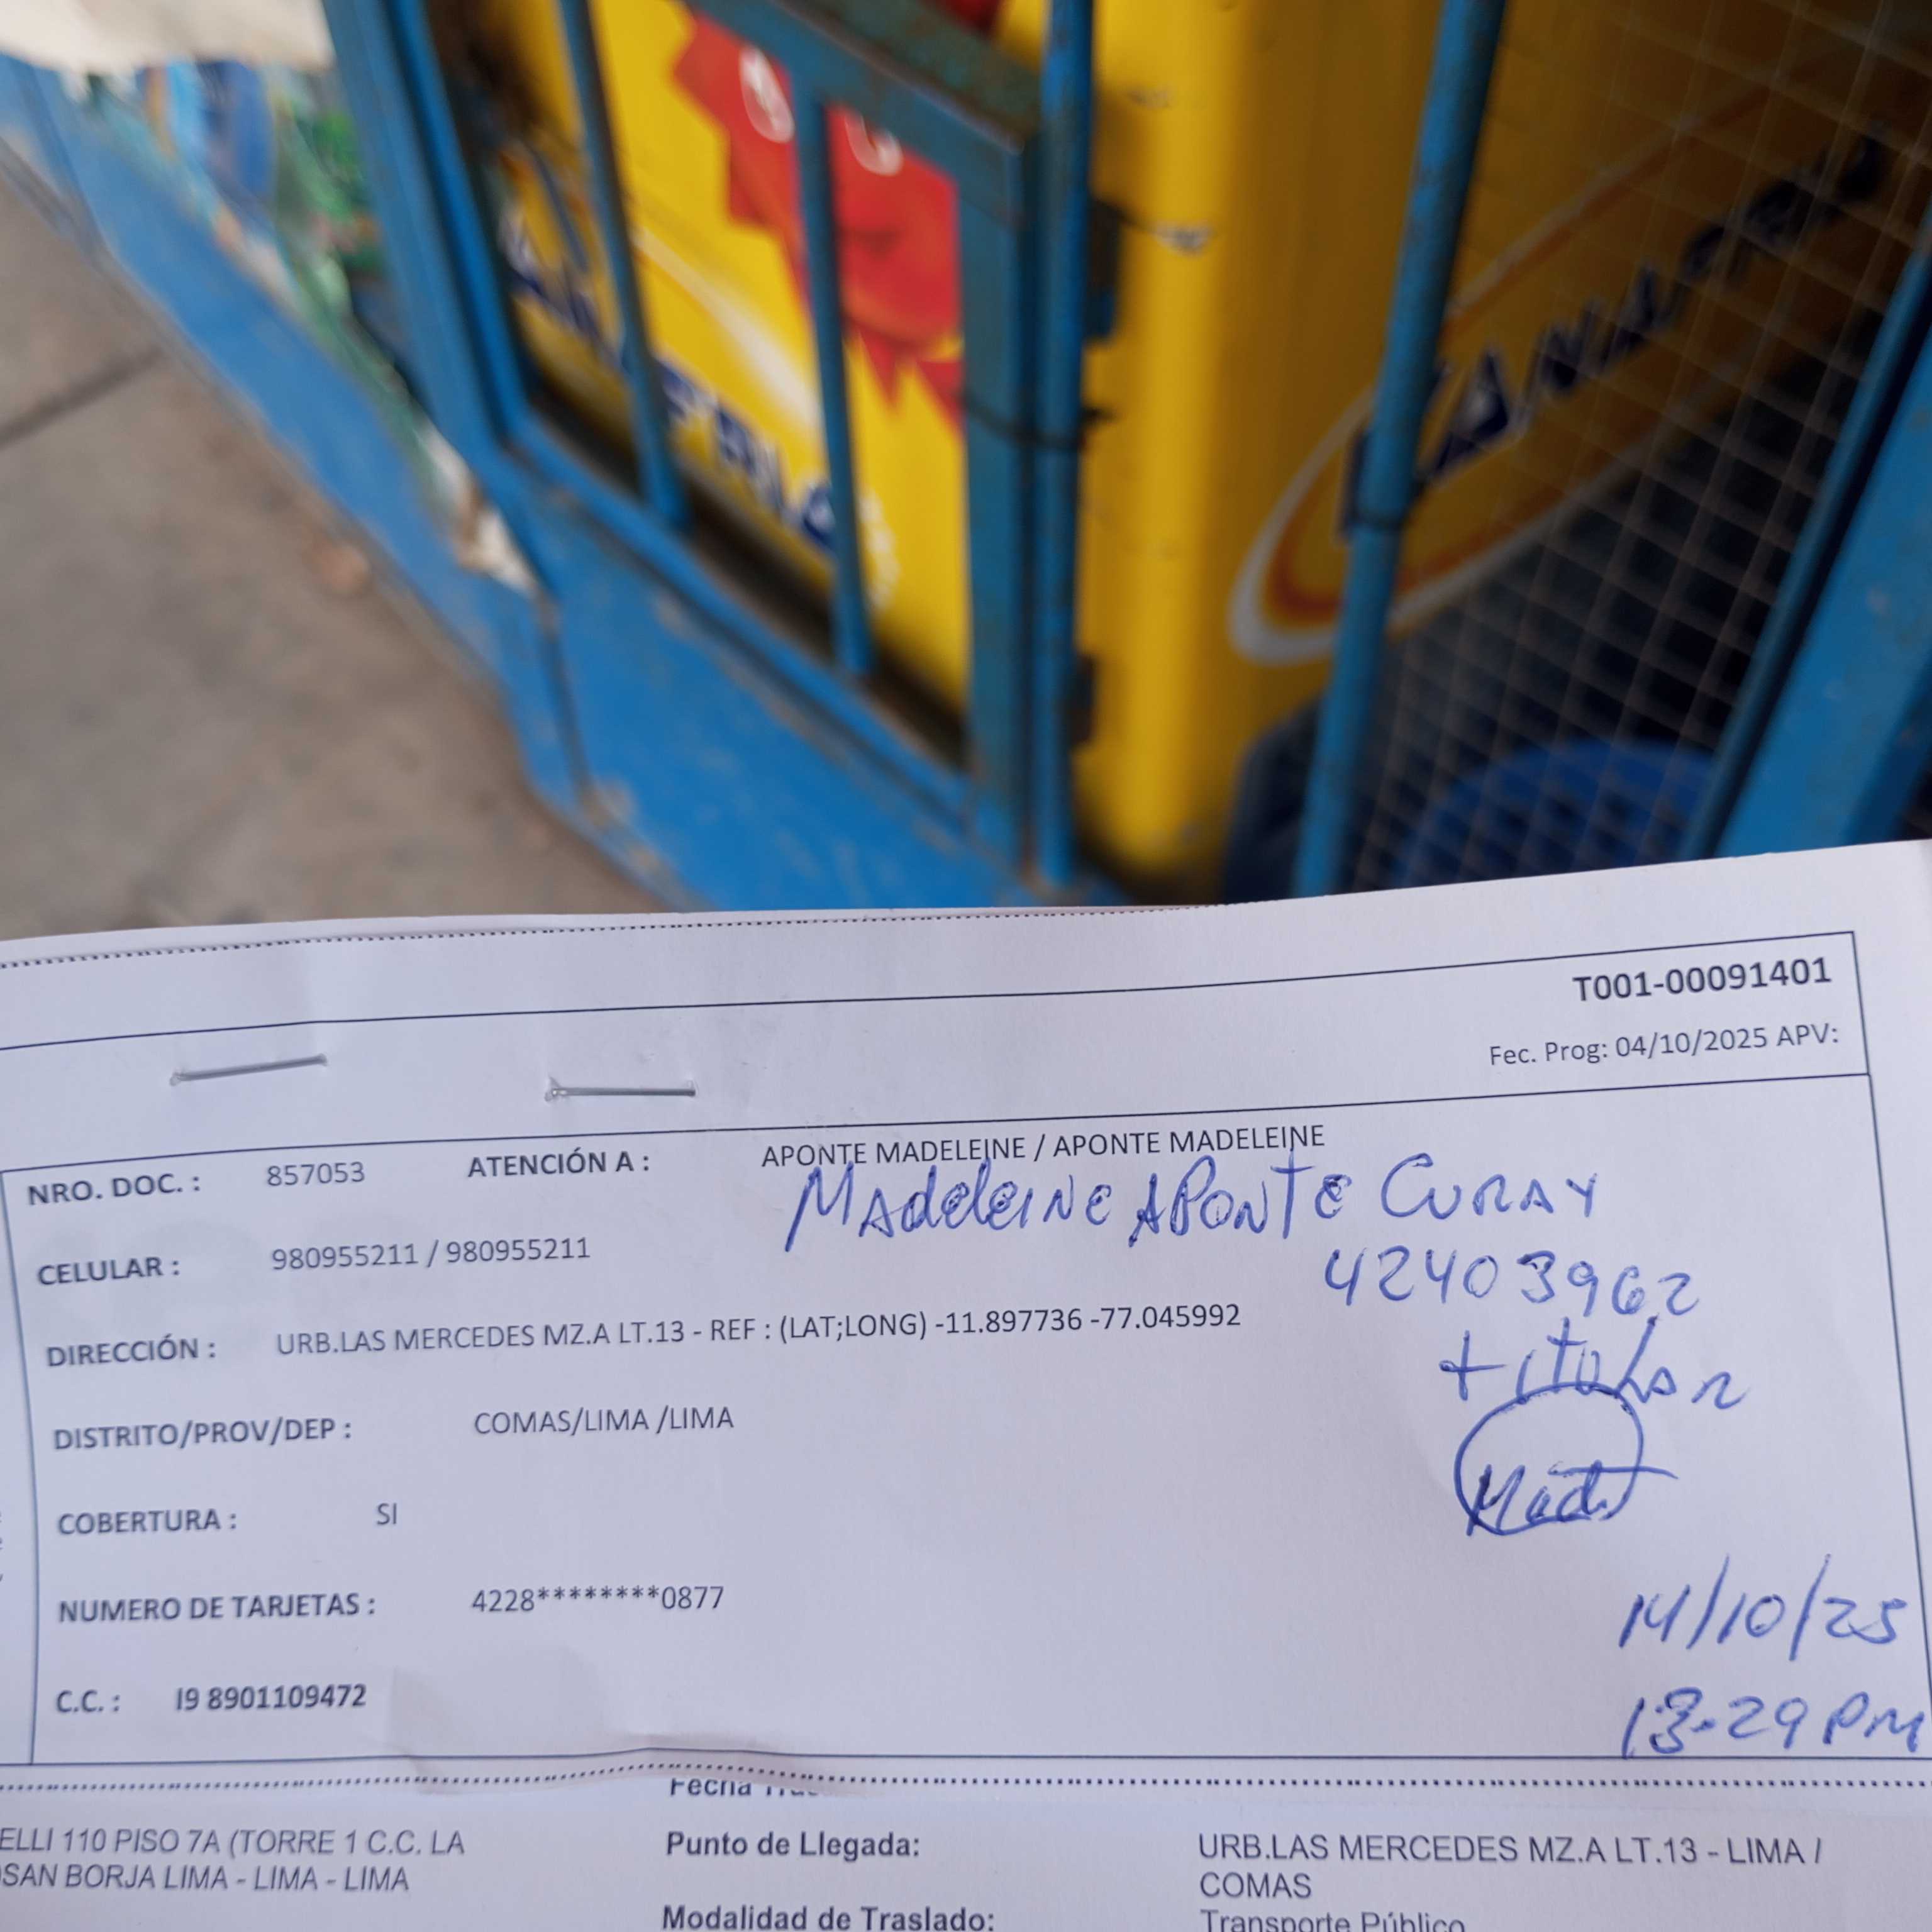 T001-00091401
Fec. Prog: 04/10/2025 APV:
NRO. DOC. : 857053 ATENCIÓN A : APONTE MADELEINE / APONTE MADELEINE
Madeleine Aponte Curay
CELULAR : 980955211 / 980955211
42403962
DIRECCIÓN : URB.LAS MERCEDES MZ.A LT.13 - REF : (LAT;LONG) -11.897736 -77.045992
titular
DISTRITO/PROV/DEP : COMAS/LIMA /LIMA
COBERTURA : SI
NUMERO DE TARJETAS : 4228********0877
14/10/25
C.C. : I9 8901109472
13-29 PM
ELLI 110 PISO 7A (TORRE 1 C.C. LA
SAN BORJA LIMA - LIMA - LIMA
Fecha
Punto de Llegada: URB.LAS MERCEDES MZ.A LT.13 - LIMA /
COMAS
Modalidad de Traslado: Transporte Público